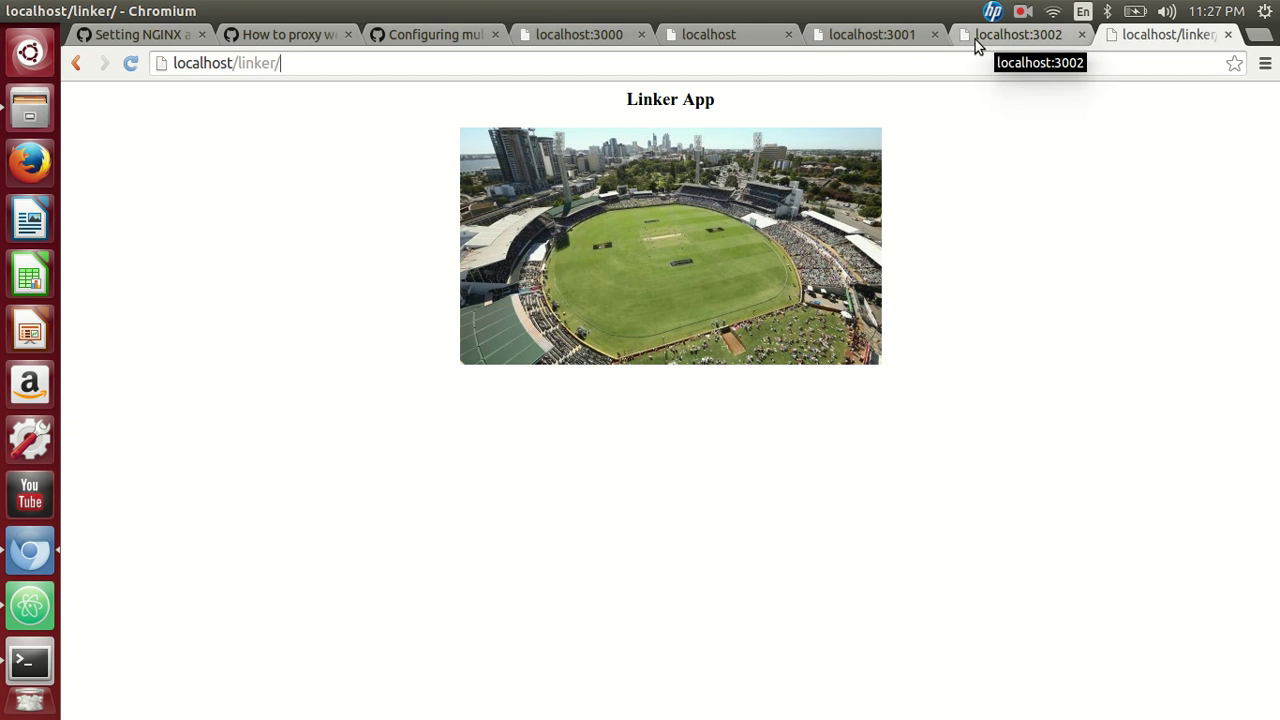 localhost/linker/ - Chromium
En
11:27 PM
Setting NGINX a
How to proxy we
Configuring mul
localhost:3000
localhost
localhost:3001
localhost:3002
localhost/linker/
localhost/linker/
localhost:3002
Linker App
a
You
Tube